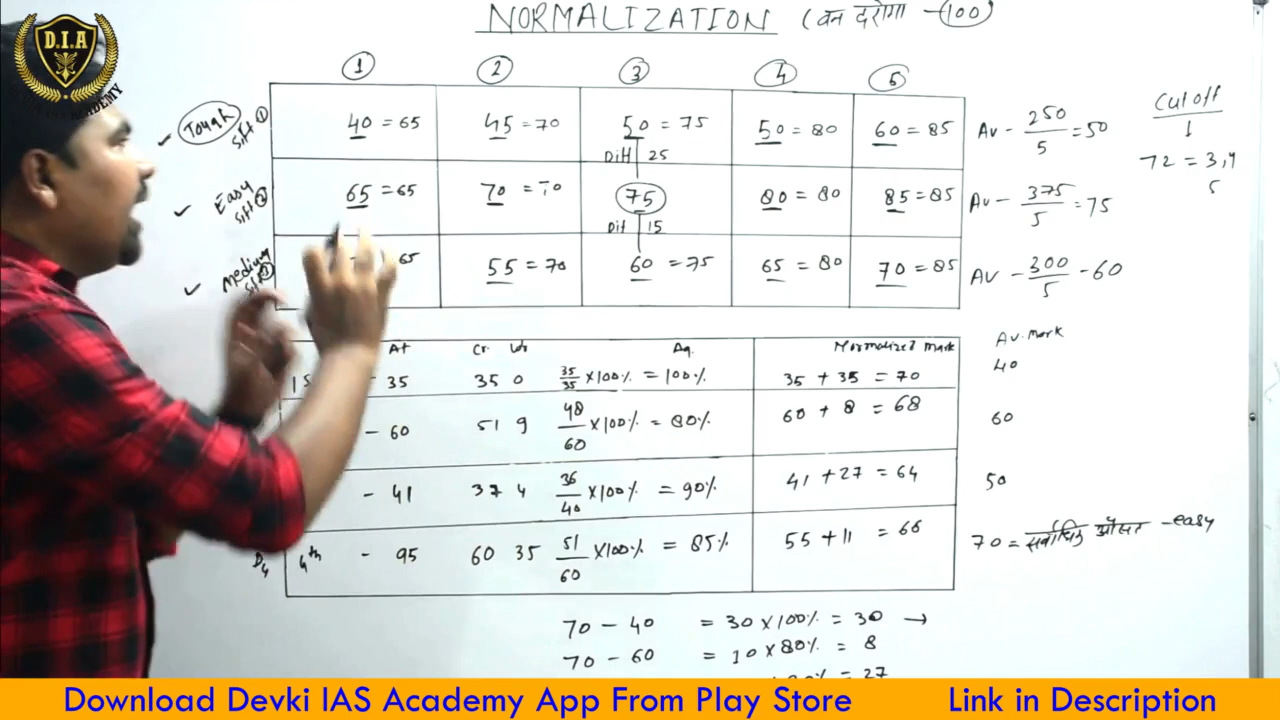 NORMALIZATION (वन दरोगा - 100)
D.I.A
ACADEMY
1 2 3 4 5
Tough
sift 1
40 = 65 45 = 70 50 = 75 50 = 80 60 = 85
Diff 25
Av - 250/5 = 50
Cutoff
72 = 3,4
5
Easy
sift 2
65 = 65 70 = 70 75 80 = 80 85 = 85
Dif 15
Av - 375/5 = 75
Medium
65 55 = 70 60 = 75 65 = 80 70 = 85
Av - 300/5 - 60
At Cr Wr Aq. Normalized Mark Av. Mark
1 - 35 35 0 35/35 x 100% = 100% 35 + 35 = 70 40
- 60 51 9 48/60 x 100% = 80% 60 + 8 = 68 60
- 41 37 4 36/40 x 100% = 90% 41 + 27 = 64 50
4th - 95 60 35 51/60 x 100% = 85% 55 + 11 = 66 70 = सर्वाधिक औसत - easy
70 - 40 = 30 x 100% = 30 →
70 - 60 = 10 x 80% = 8
= 27
Download Devki IAS Academy App From Play Store Link in Description